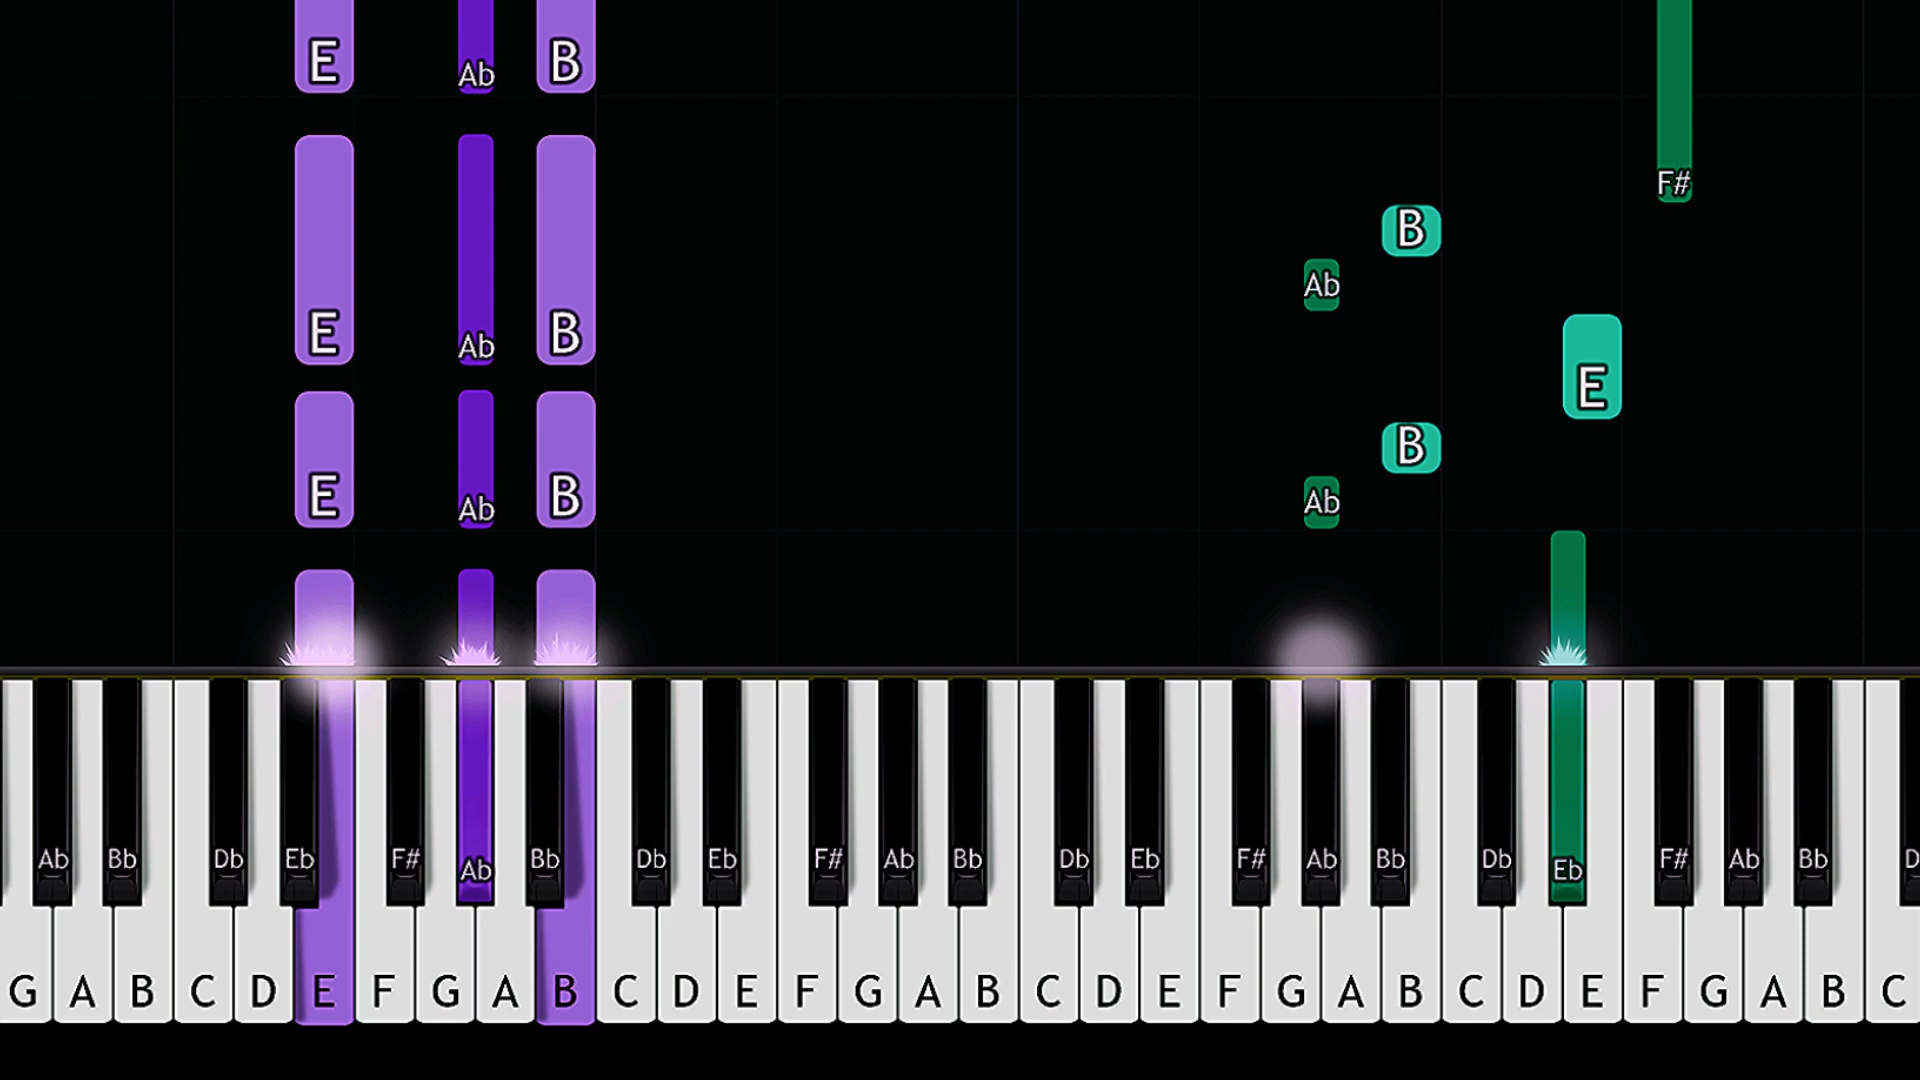 E Ab B
F#
B
Ab
E Ab B
E
B
E Ab B Ab
Ab Bb Db Eb F# Ab Bb Db Eb F# Ab Bb Db Eb F# Ab Bb Db Eb F# Ab Bb D
G A B C D E F G A B C D E F G A B C D E F G A B C D E F G A B C